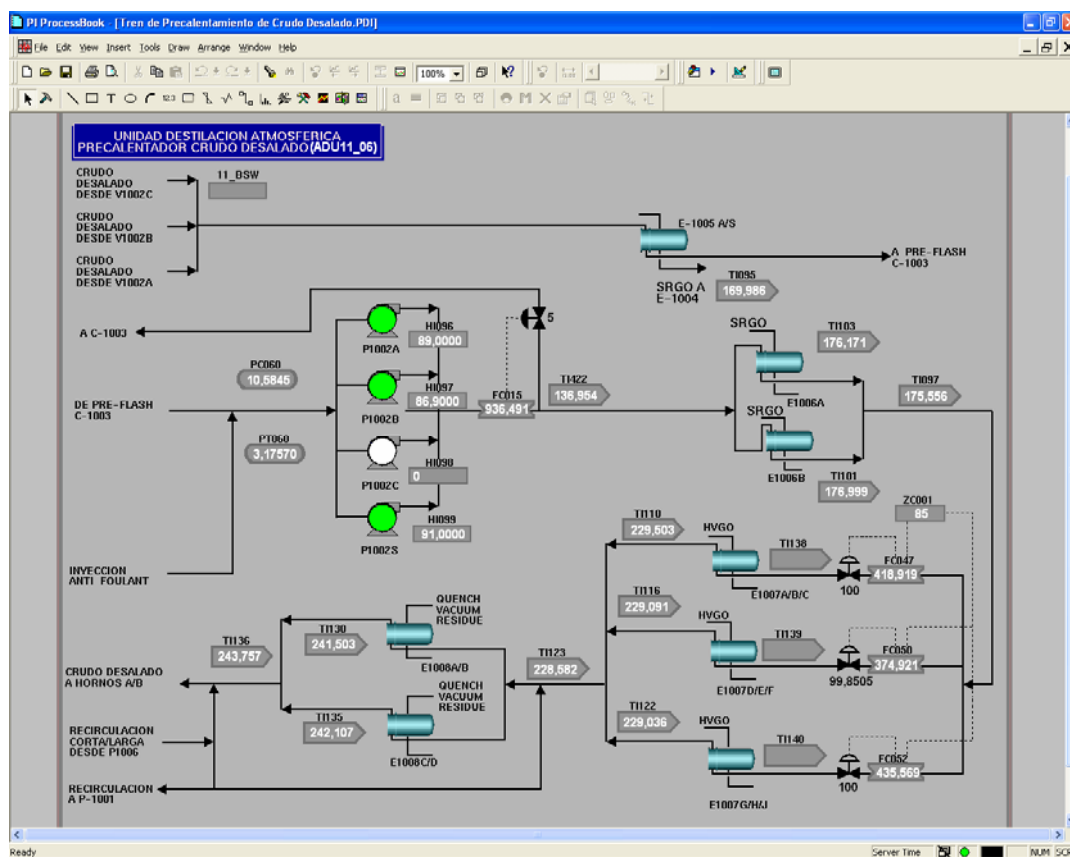 PI ProcessBook - [Tren de Precalentamiento de Crudo Desalado.PDI]
File Edit View Insert Tools Draw Arrange Window Help
100%
UNIDAD DESTILACION ATMOSFERICA
PRECALENTADOR CRUDO DESALADO(ADU11_06)
CRUDO
DESALADO
DESDE V1002C
11_BSW
CRUDO
DESALADO
DESDE V1002B
CRUDO
DESALADO
DESDE V1002A
E-1005 A/S
A PRE-FLASH
C-1003
SRGO A
E-1004
TI095
169,986
A C-1003
P1002A
HI096
89,0000
5
SRGO
TI103
176,171
PC060
10,5845
HI097
86,9000
P1002B
FC015
936,491
TI422
136,954
E1006A
TI097
175,556
DE PRE-FLASH
C-1003
SRGO
PT060
3,17570
HI098
0
P1002C
E1006B
TI101
176,999
HI099
91,0000
P1002S
ZC001
85
INYECCION
ANTI FOULANT
TI110
229,503
HVGO
TI138
FC047
418,919
100
E1007A/B/C
TI116
229,091
HVGO
TI139
FC050
374,921
99,8505
E1007D/E/F
QUENCH
VACUUM
RESIDUE
TI136
243,757
TI130
241,503
E1008A/B
TI123
228,582
CRUDO DESALADO
A HORNOS A/B
QUENCH
VACUUM
RESIDUE
TI135
242,107
E1008C/D
TI122
229,036
HVGO
TI140
FC052
435,569
100
E1007G/H/J
RECIRCULACION
CORTA/LARGA
DESDE P1006
RECIRCULACION
A P-1001
Ready
Server Time
NUM
SCR